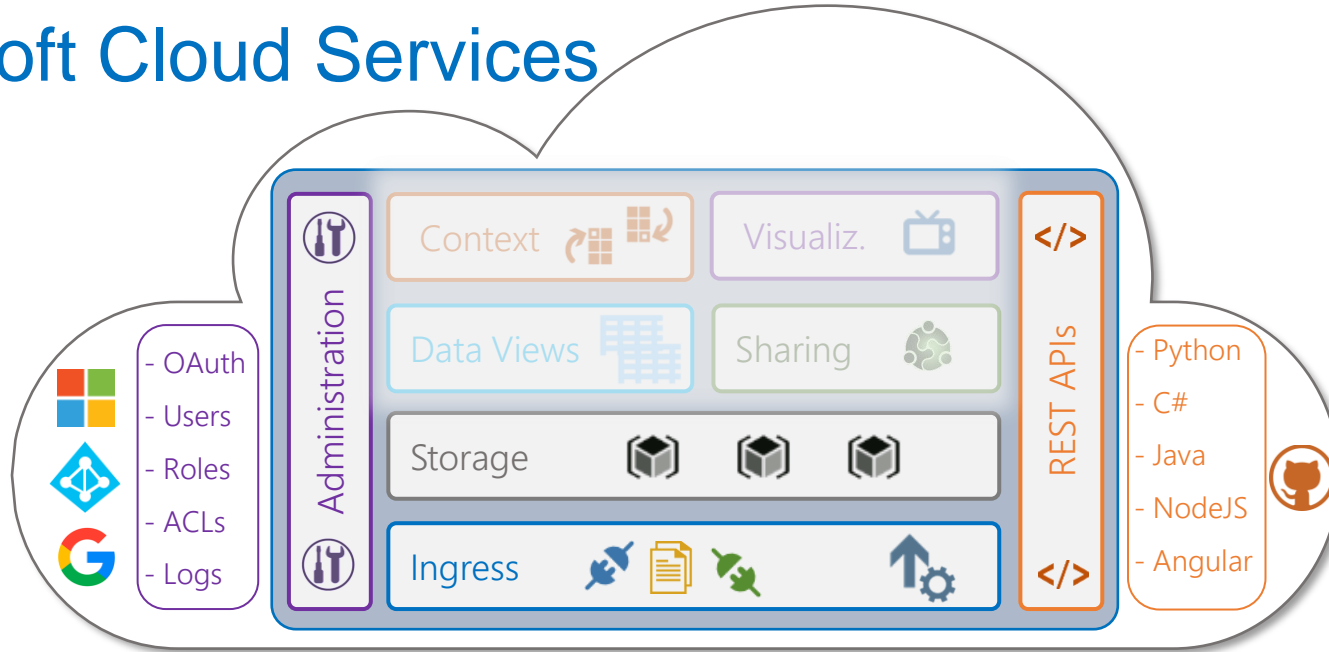 oft Cloud Services
Context
Visualiz.
</>
Administration
Data Views
Sharing
REST APIs
Storage
Ingress
</>
- OAuth
- Users
- Roles
- ACLs
- Logs
- Python
- C#
- Java
- NodeJS
- Angular